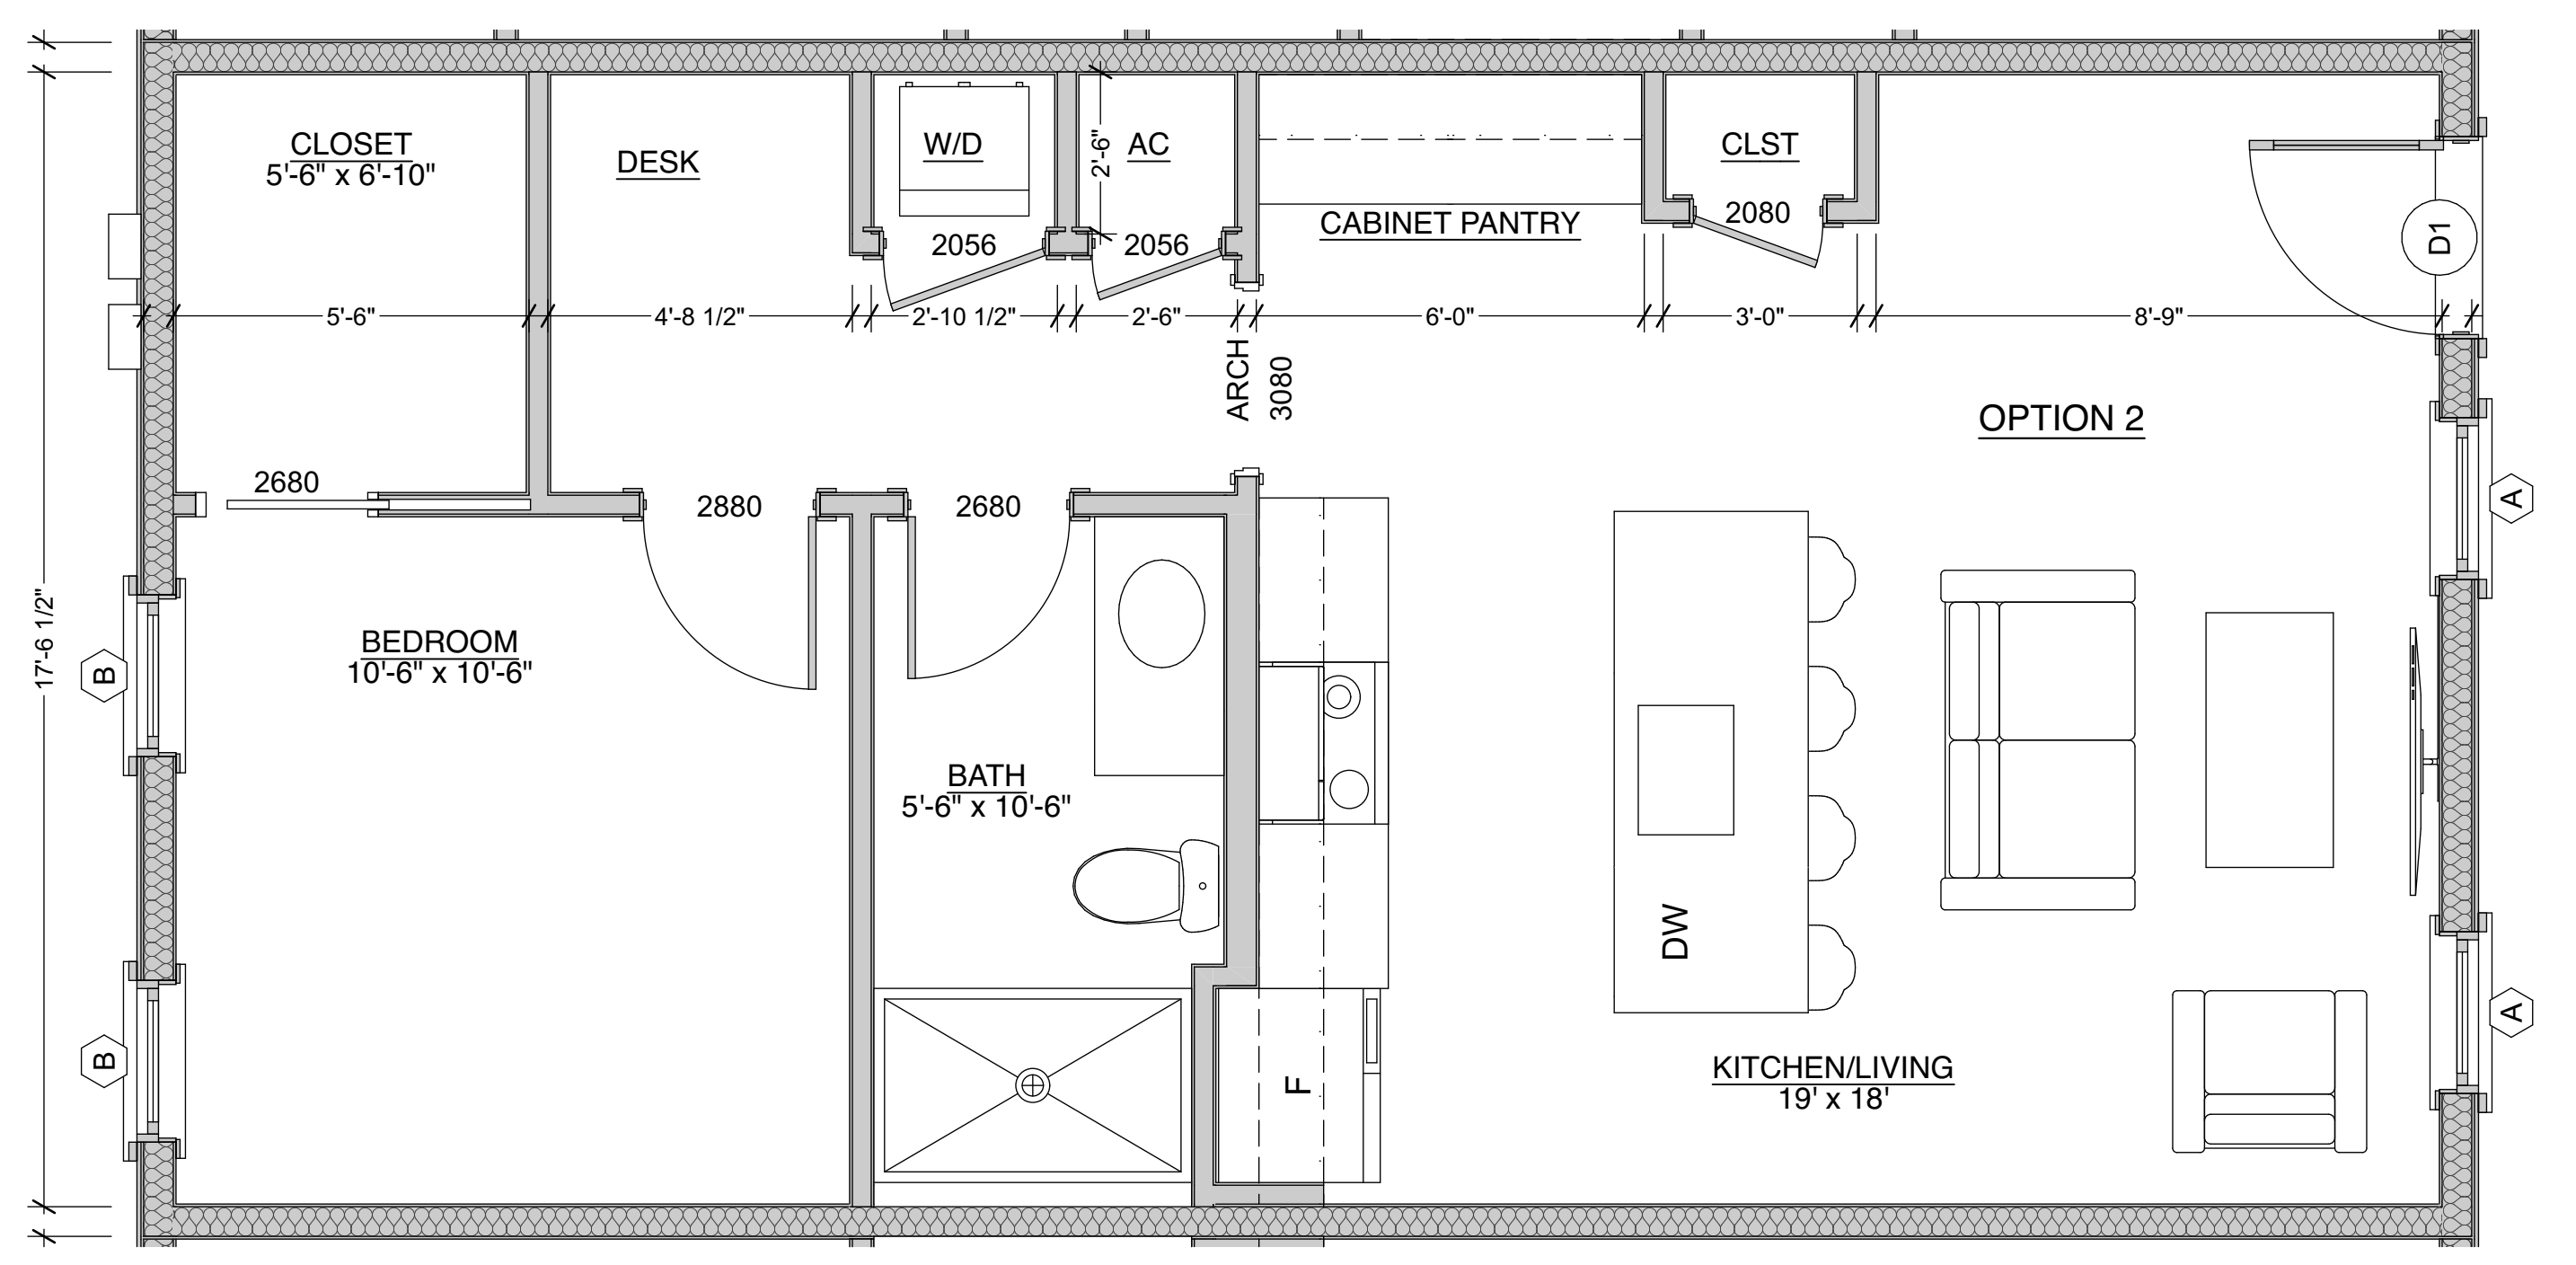 CLOSET
5'-6" x 6'-10"
DESK
W/D
2'-6"
AC
CLST
2056
2056
CABINET PANTRY
2080
D1
5'-6"
4'-8 1/2"
2'-10 1/2"
2'-6"
6'-0"
3'-0"
8'-9"
ARCH
3080
OPTION 2
2680
2880
2680
A
17'-6 1/2"
B
BEDROOM
10'-6" x 10'-6"
BATH
5'-6" x 10'-6"
DW
B
F
KITCHEN/LIVING
19' x 18'
A